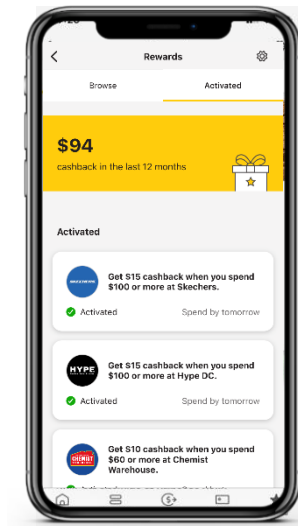 Rewards
Browse
Activated
$94
cashback in the last 12 months
Activated
Get $15 cashback when you spend
$100 or more at Skechers.
Activated
Spend by tomorrow
HYPE
Get $15 cashback when you spend
$100 or more at Hype DC.
Activated
Spend by tomorrow
CHEMIST
Get $10 cashback when you spend
$60 or more at Chemist
Warehouse.